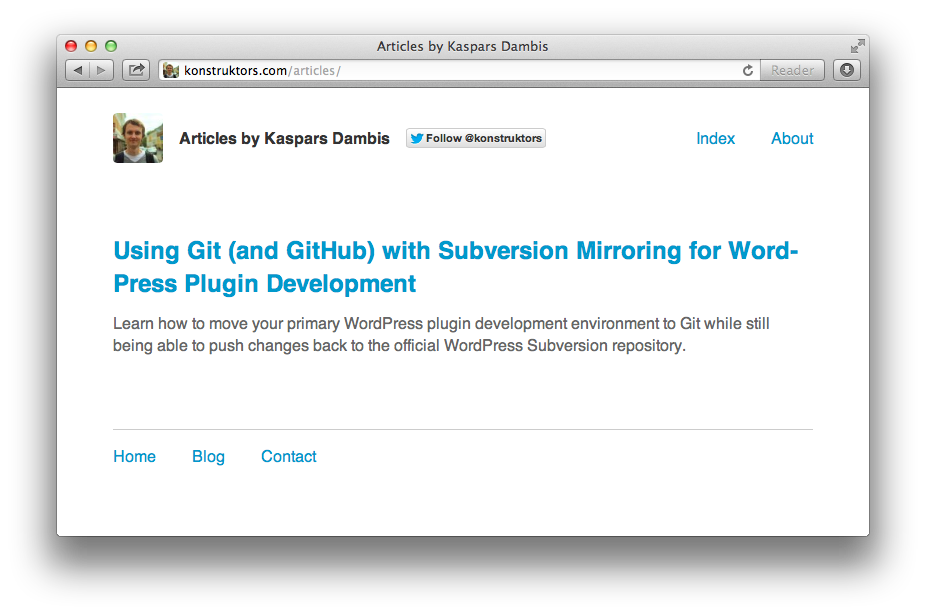 Articles by Kaspars Dambis
konstruktors.com/articles/
Reader
Articles by Kaspars Dambis
Follow @konstruktors
Index
About
Using Git (and GitHub) with Subversion Mirroring for Word-
Press Plugin Development
Learn how to move your primary WordPress plugin development environment to Git while still
being able to push changes back to the official WordPress Subversion repository.
Home
Blog
Contact